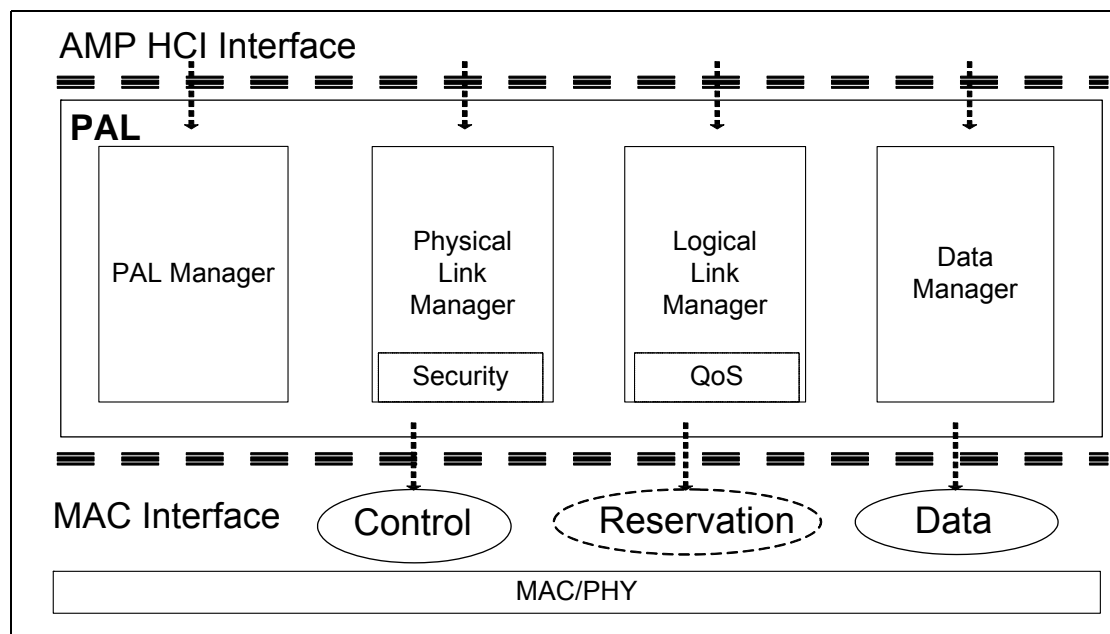 AMP HCI Interface
PAL
PAL Manager
Physical
Link
Manager
Security
Logical
Link
Manager
QoS
Data
Manager
MAC Interface
Control
Reservation
Data
MAC/PHY